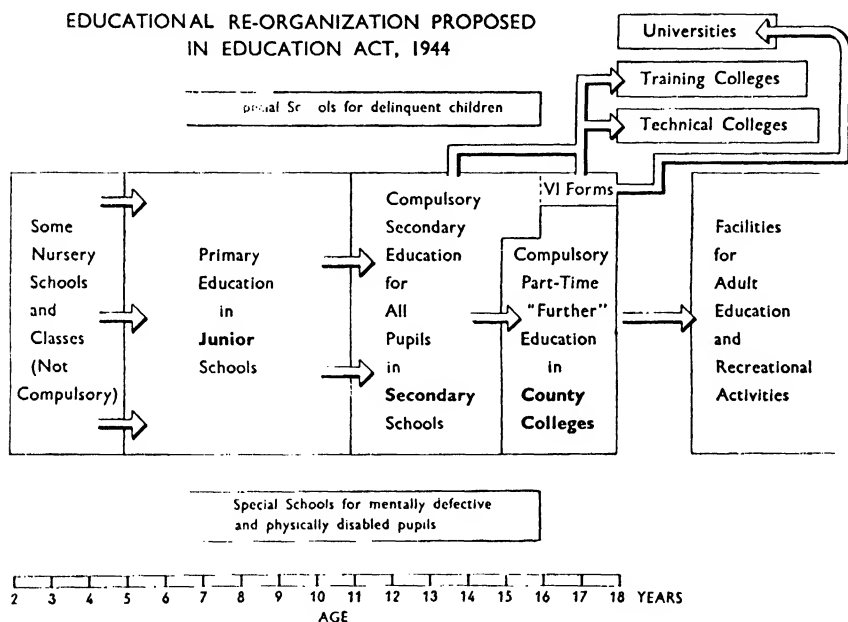 EDUCATIONAL RE-ORGANIZATION PROPOSED
IN EDUCATION ACT, 1944
Universities
Training Colleges
Technical Colleges
for delinquent children
Some
Nursery
Schools
and
Classes
(Not
Compulsory)
Primary
Education
in
Junior
Schools
Compulsory
Secondary
Education
for
All
Pupils
in
Secondary
Schools
VI Forms
Compulsory
Part-Time
"Further"
Education
in
County
Colleges
Facilities
for
Adult
Education
and
Recreational
Activities
Special Schools for mentally defective
and physically disabled pupils
2 3 4 5 6 7 8 9 10 11 12 13 14 15 16 17 18 YEARS
AGE